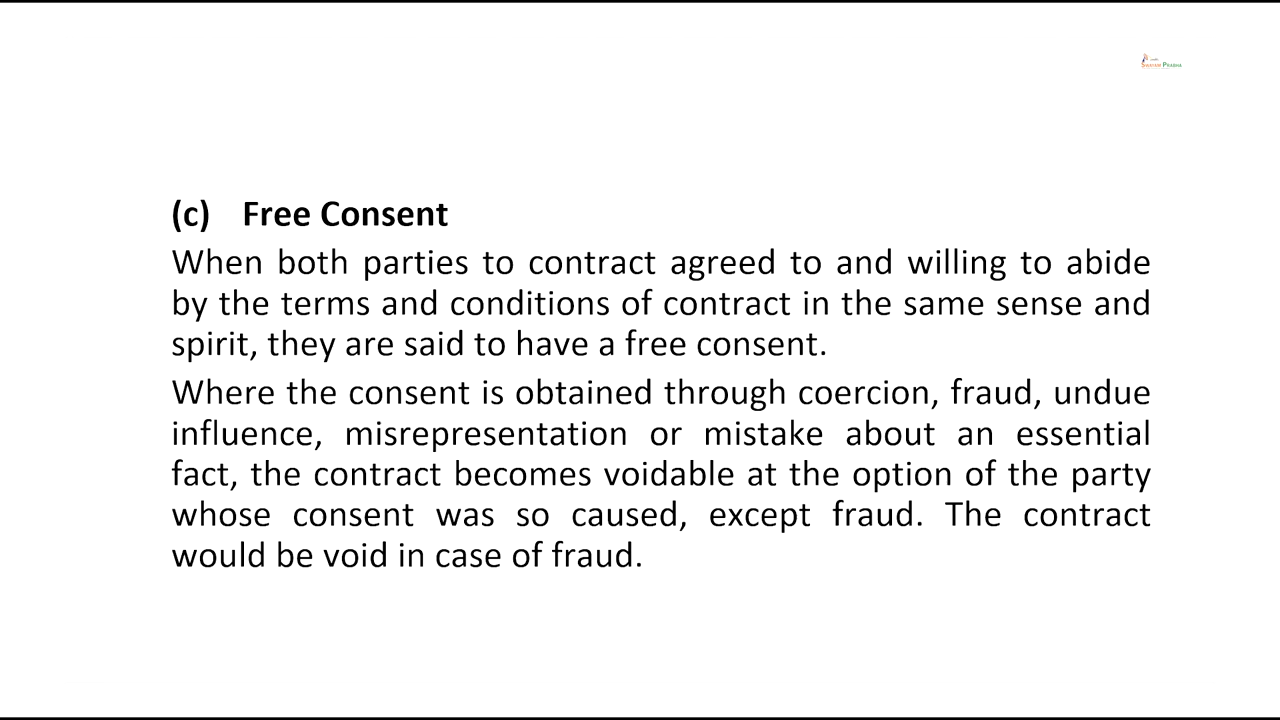 SWAYAM PRABHA
(c) Free Consent
When both parties to contract agreed to and willing to abide
by the terms and conditions of contract in the same sense and
spirit, they are said to have a free consent.
Where the consent is obtained through coercion, fraud, undue
influence, misrepresentation or mistake about an essential
fact, the contract becomes voidable at the option of the party
whose consent was so caused, except fraud. The contract
would be void in case of fraud.